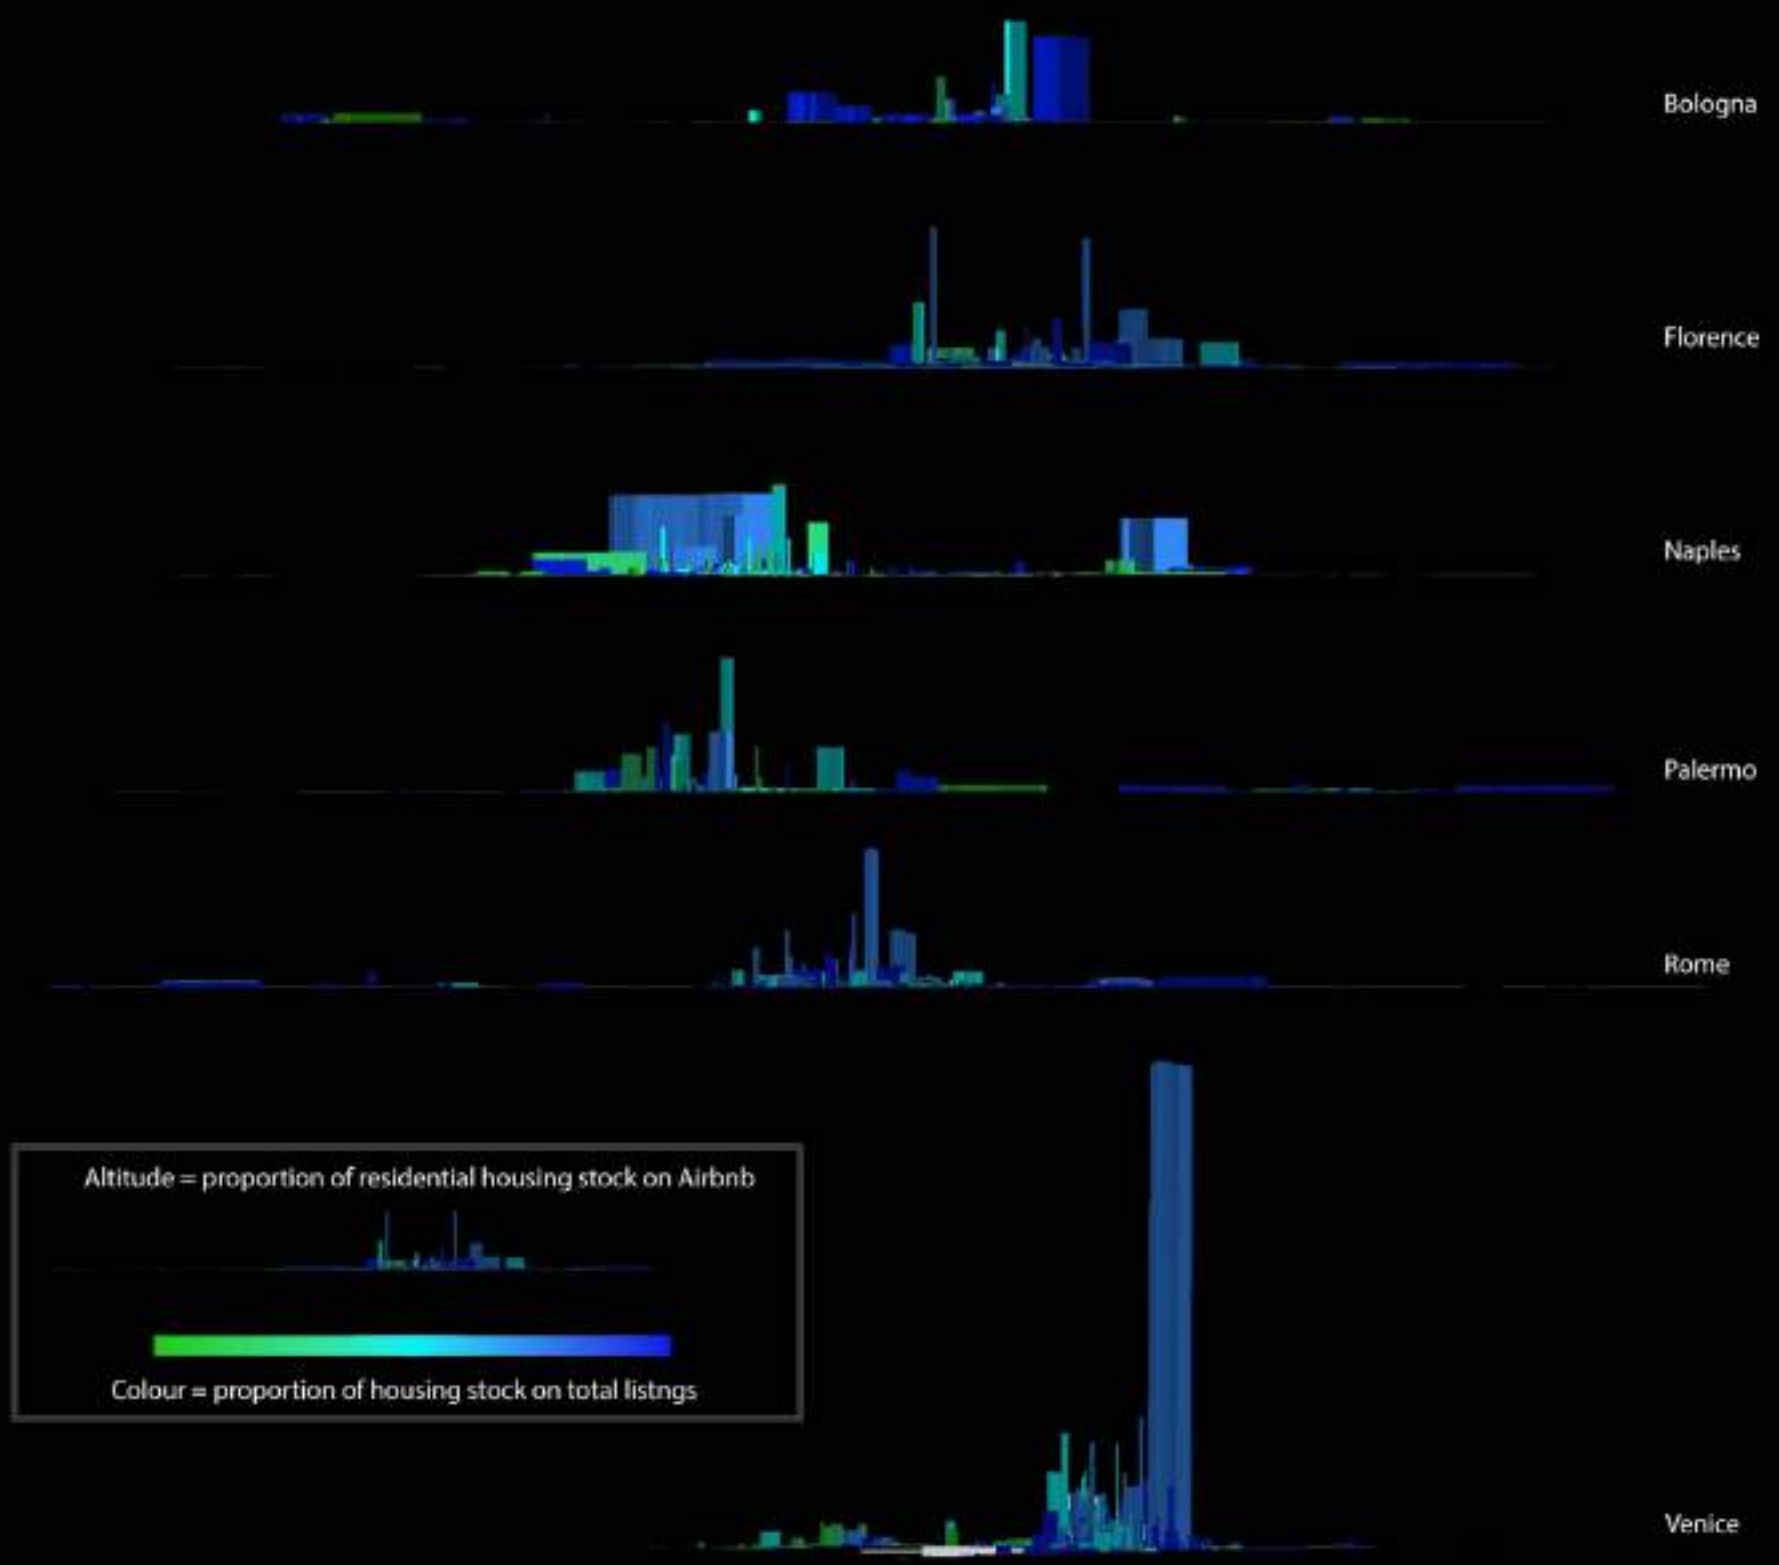 Bologna
Florence
Naples
Palermo
Rome
Altitude = proportion of residential housing stock on Airbnb
Colour = proportion of housing stock on total listngs
Venice